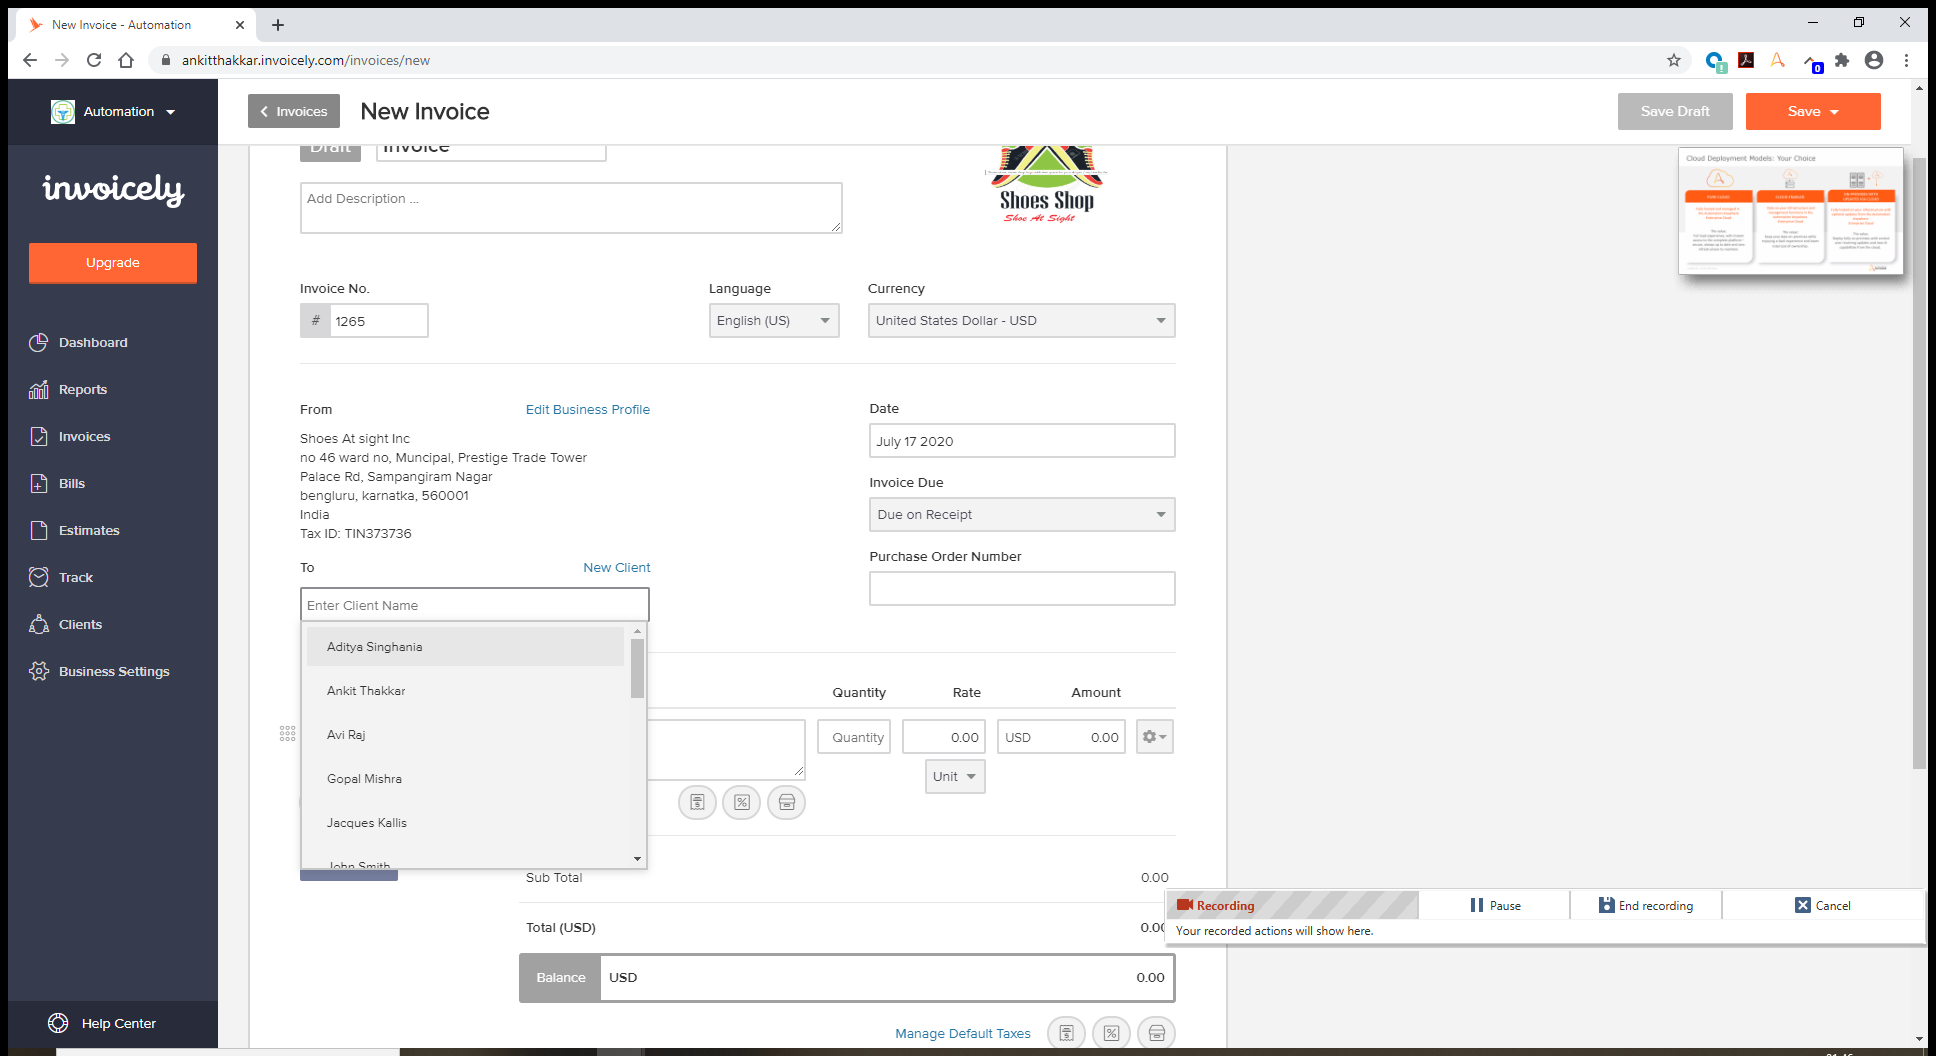 New Invoice - Automation
ankitthakkar.invoicely.com/invoices/new
Automation
Invoices
New Invoice
Save Draft
Save
invoicely
Upgrade
Dashboard
Reports
Invoices
Bills
Estimates
Track
Clients
Business Settings
Help Center
Draft
Invoice
Add Description ...
Shoes Shop
Shoe At Sight
Cloud Deployment Models: Your Choice
Invoice No.
Language
Currency
# 1265
English (US)
United States Dollar - USD
From
Edit Business Profile
Shoes At sight Inc
no 46 ward no, Muncipal, Prestige Trade Tower
Palace Rd, Sampangiram Nagar
bengluru, karnatka, 560001
India
Tax ID: TIN373736
Date
July 17 2020
Invoice Due
Due on Receipt
Purchase Order Number
To
New Client
Enter Client Name
Aditya Singhania
Ankit Thakkar
Avi Raj
Gopal Mishra
Jacques Kallis
John Smith
Quantity Rate Amount
Quantity 0.00 USD 0.00
Unit
Sub Total 0.00
Total (USD) 0.00
Balance USD 0.00
Manage Default Taxes
Recording
Pause
End recording
Cancel
Your recorded actions will show here.